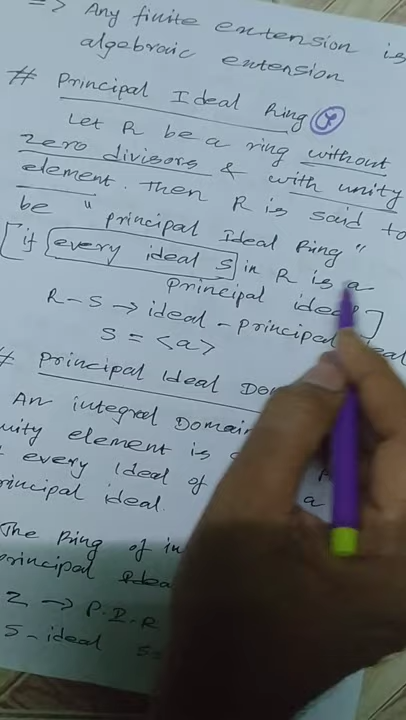 => Any finite extension is
algebraic extension
# Principal Ideal Ring
Let R be a ring without
zero divisors & with unity
element. Then R is said to
be "principal Ideal Ring"
[if every ideal S in R is a
principal ideal]
R - S → ideal - principal ideal
S = <a>
# Principal Ideal Do
An integral Domain
unity element is
every ideal of a
principal ideal.
The Ring of in
principal Idea
Z → P.I.R
S - ideal S =